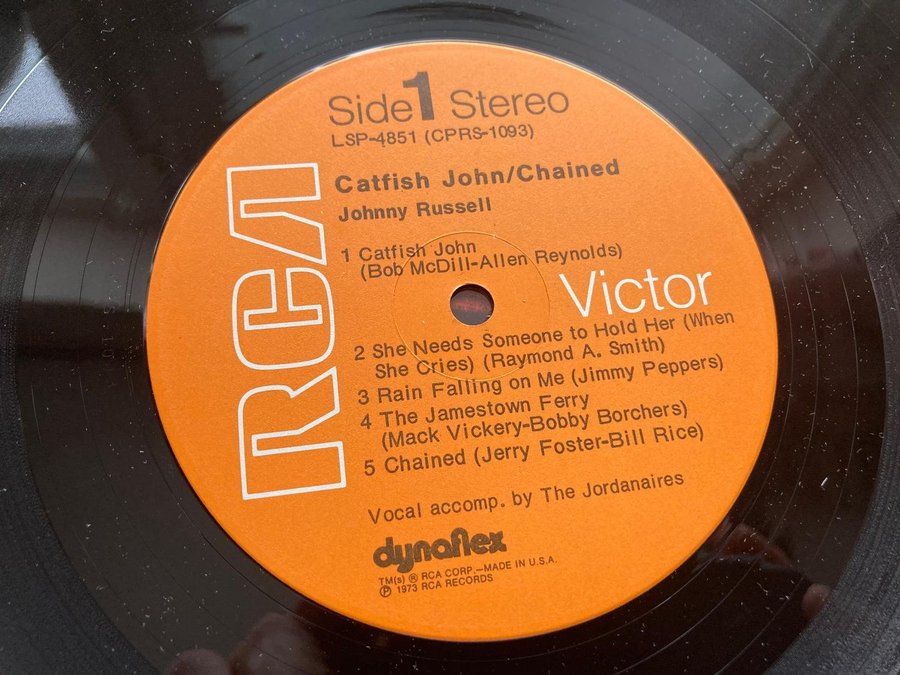 Side 1 Stereo
LSP-4851 (CPRS-1093)
Catfish John/Chained
Johnny Russell
1 Catfish John
(Bob McDill-Allen Reynolds)
RCA
Victor
2 She Needs Someone to Hold Her (When
She Cries) (Raymond A. Smith)
3 Rain Falling on Me (Jimmy Peppers)
4 The Jamestown Ferry
(Mack Vickery-Bobby Borchers)
5 Chained (Jerry Foster-Bill Rice)
Vocal accomp. by The Jordanaires
dynaflex
TM(s) ® RCA CORP.—MADE IN U.S.A.
℗ 1973 RCA RECORDS